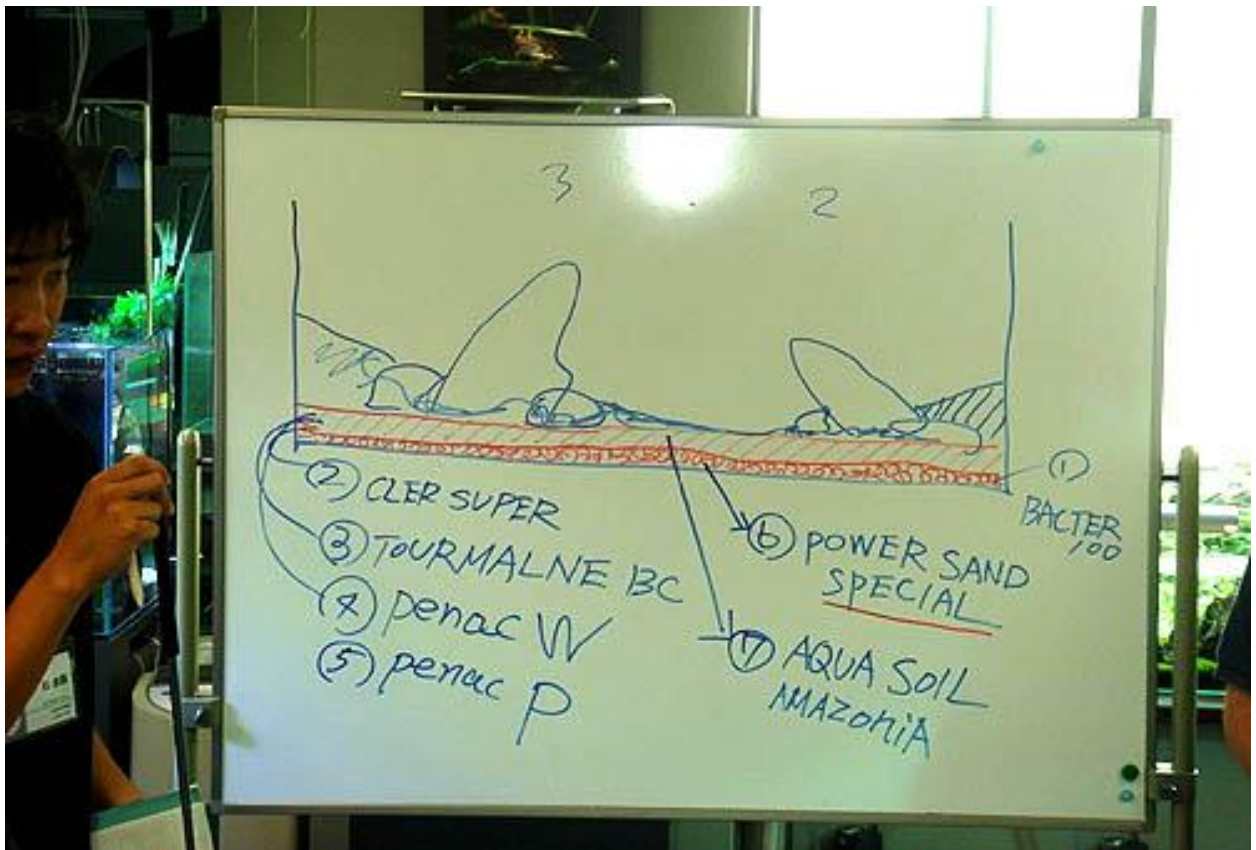 3 2
① BACTER
100
② CLER SUPER
③ TOURMALNE BC
④ penac W
⑤ penac P
⑥ POWER SAND
SPECIAL
⑦ AQUA SOIL
AMAZONiA